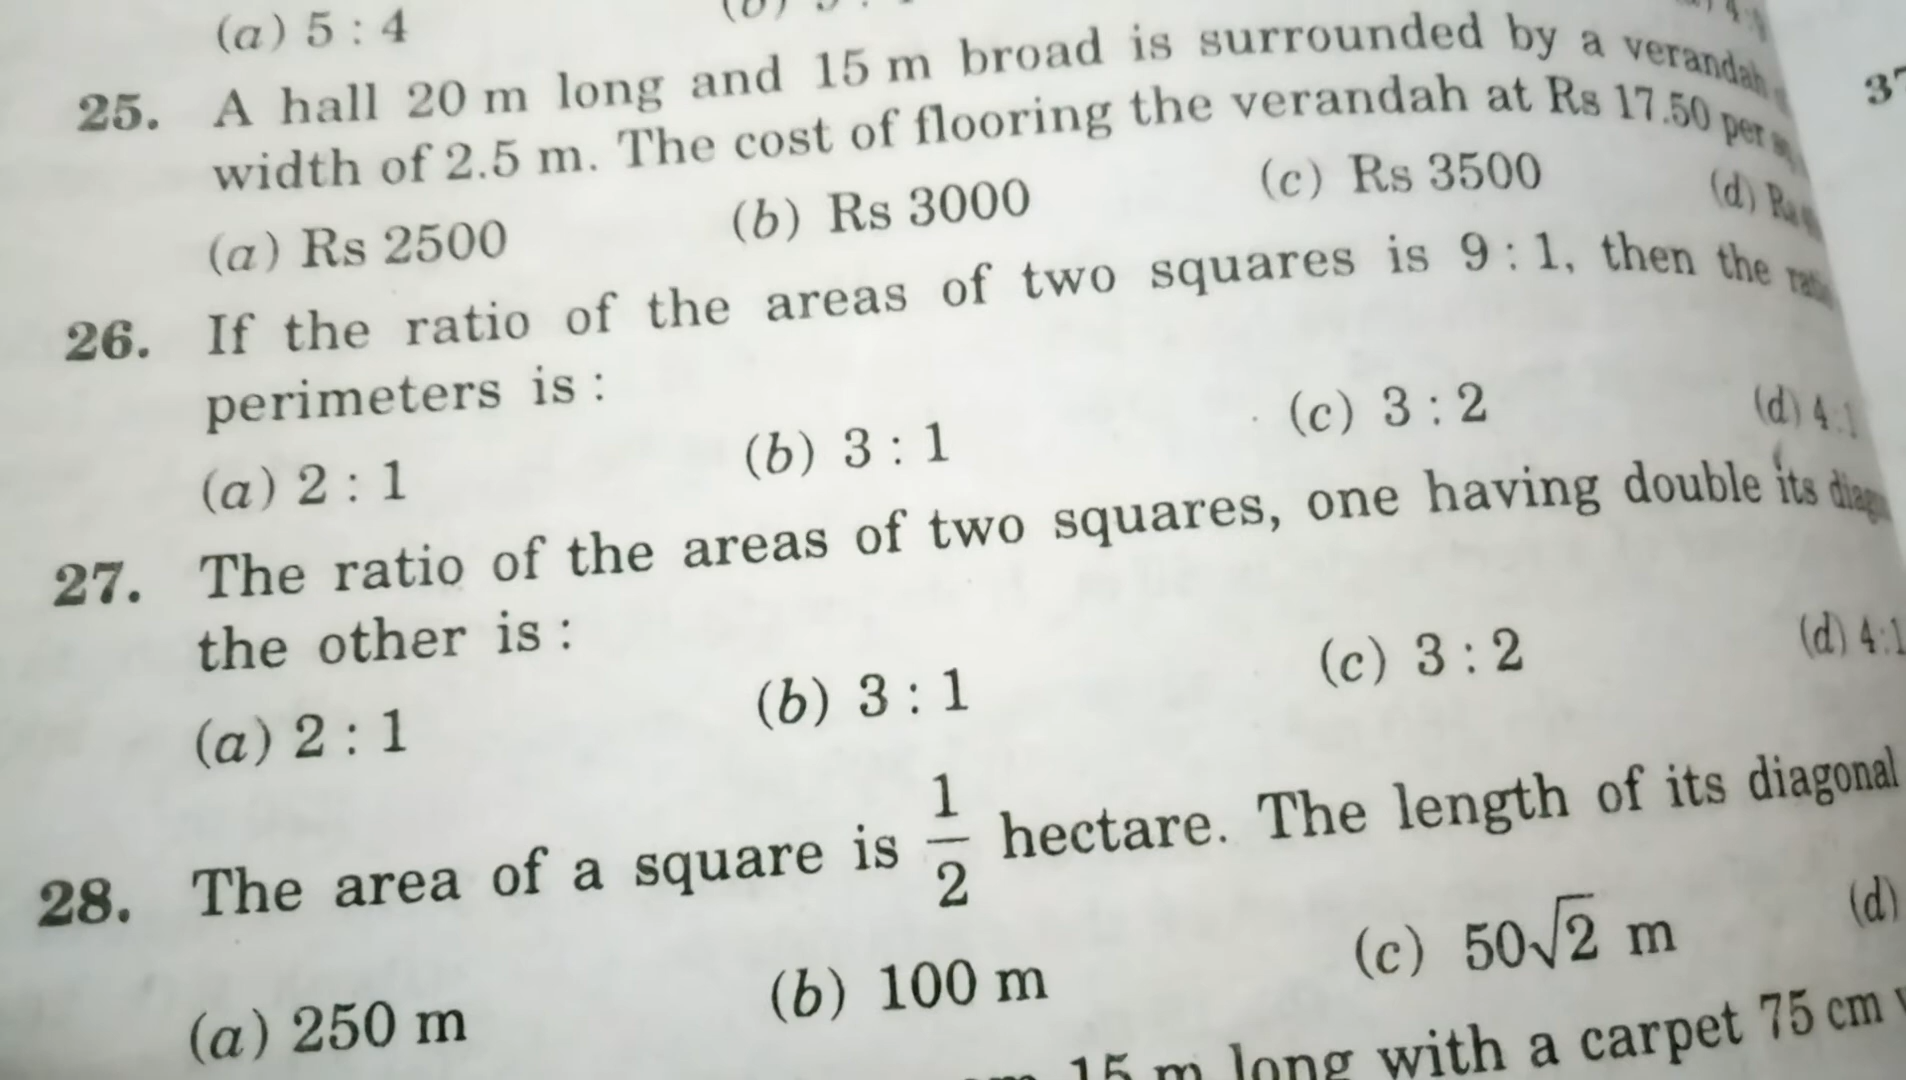 (a) 5 : 4
25. A hall 20 m long and 15 m broad is surrounded by a verandah
width of 2.5 m. The cost of flooring the verandah at Rs 17.50 per
(a) Rs 2500 (b) Rs 3000 (c) Rs 3500 (d)
26. If the ratio of the areas of two squares is 9 : 1, then the
perimeters is :
(a) 2 : 1 (b) 3 : 1 (c) 3 : 2 (d) 4:1
27. The ratio of the areas of two squares, one having double its
the other is :
(a) 2 : 1 (b) 3 : 1 (c) 3 : 2 (d) 4:1
28. The area of a square is 1/2 hectare. The length of its diagonal
(a) 250 m (b) 100 m (c) 50√2 m (d)
15 m long with a carpet 75 cm